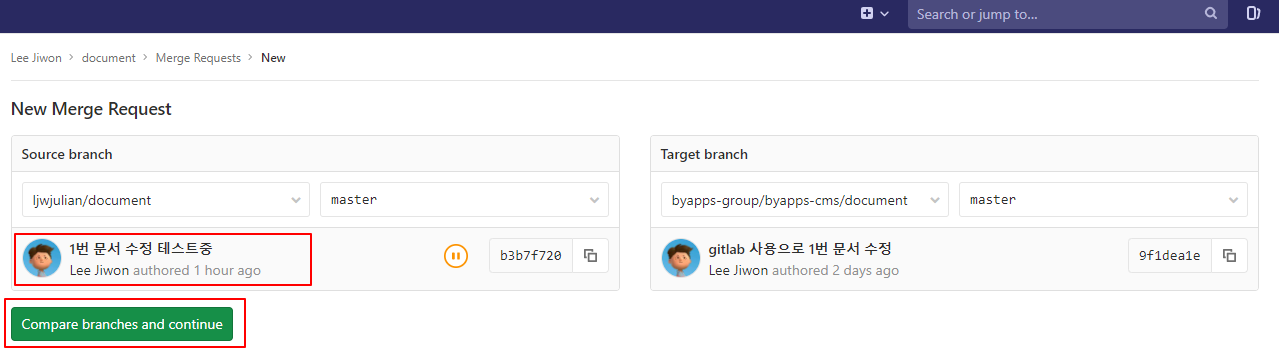 Search or jump to...
Lee Jiwon > document > Merge Requests > New
New Merge Request
Source branch
ljwjulian/document
master
1번 문서 수정 테스트중
Lee Jiwon authored 1 hour ago
b3b7f720
Target branch
byapps-group/byapps-cms/document
master
gitlab 사용으로 1번 문서 수정
Lee Jiwon authored 2 days ago
9f1dea1e
Compare branches and continue